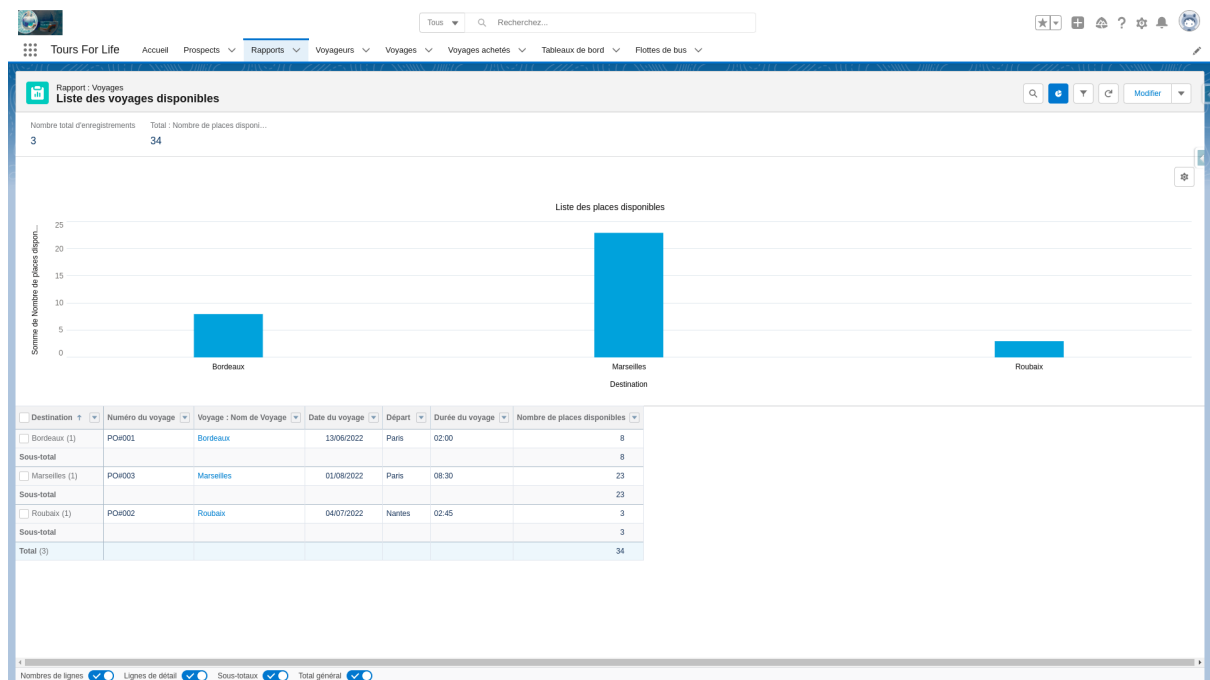 Tous Recherchez...
Tours For Life Accueil Prospects Rapports Voyageurs Voyages Voyages achetés Tableaux de bord Flottes de bus
Rapport : Voyages
Liste des voyages disponibles
Modifier
Nombre total d'enregistrements Total : Nombre de places disponi...
3 34
Liste des places disponibles
Somme de Nombre de places dispon...
25
20
15
10
5
0
Bordeaux Marseilles Roubaix
Destination
Destination ↑ Numéro du voyage Voyage : Nom de Voyage Date du voyage Départ Durée du voyage Nombre de places disponibles
Bordeaux (1) PO#001 Bordeaux 13/06/2022 Paris 02:00 8
Sous-total 8
Marseilles (1) PO#003 Marseilles 01/08/2022 Paris 08:30 23
Sous-total 23
Roubaix (1) PO#002 Roubaix 04/07/2022 Nantes 02:45 3
Sous-total 3
Total (3) 34
Nombres de lignes Lignes de détail Sous-totaux Total général